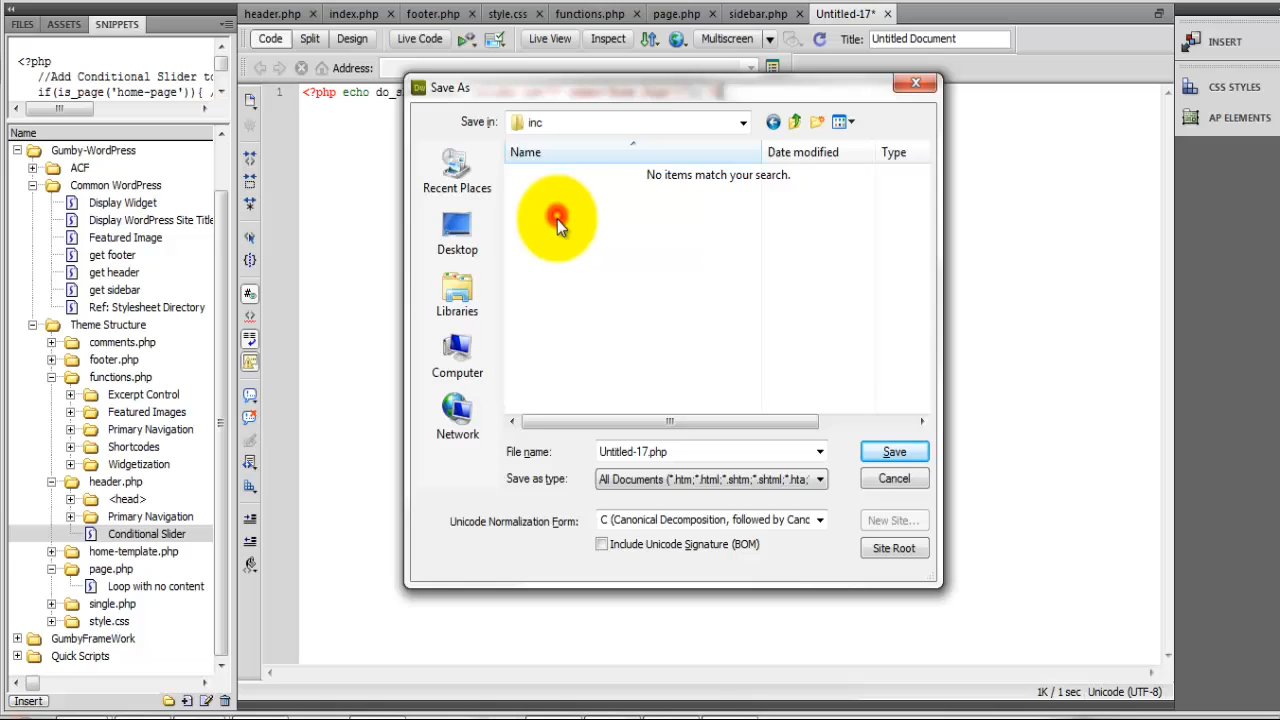 FILES ASSETS SNIPPETS
header.php × index.php × footer.php × style.css × functions.php × page.php × sidebar.php × Untitled-17* ×
Code Split Design Live Code Live View Inspect Multiscreen Title: Untitled Document
Address:
<?php
//Add Conditional Slider to
if(is_page('home-page')){
1 <?php echo do_s
Name
Gumby-WordPress
ACF
Common WordPress
Display Widget
Display WordPress Site Title
Featured Image
get footer
get header
get sidebar
Ref: Stylesheet Directory
Theme Structure
comments.php
footer.php
functions.php
Excerpt Control
Featured Images
Primary Navigation
Shortcodes
Widgetization
header.php
<head>
Primary Navigation
Conditional Slider
home-template.php
page.php
Loop with no content
single.php
style.css
GumbyFrameWork
Quick Scripts
Insert
Dw Save As
Save in: inc
Name Date modified Type
No items match your search.
Recent Places
Desktop
Libraries
Computer
Network
File name: Untitled-17.php Save
Save as type: All Documents (*.htm;*.html;*.shtm;*.shtml;*.hta; Cancel
Unicode Normalization Form: C (Canonical Decomposition, followed by Canc New Site...
Include Unicode Signature (BOM) Site Root
INSERT
CSS STYLES
AP ELEMENTS
1K / 1 sec Unicode (UTF-8)